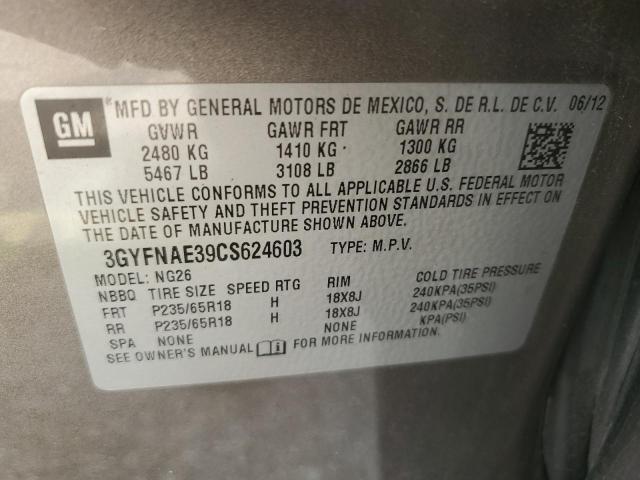 GM
MFD BY GENERAL MOTORS DE MEXICO, S. DE R.L. DE C.V. 06/12
GVWR GAWR FRT GAWR RR
2480 KG 1410 KG 1300 KG
5467 LB 3108 LB 2866 LB
THIS VEHICLE CONFORMS TO ALL APPLICABLE U.S. FEDERAL MOTOR
VEHICLE SAFETY AND THEFT PREVENTION STANDARDS IN EFFECT ON
THE DATE OF MANUFACTURE SHOWN ABOVE.
3GYFNAE39CS624603 TYPE: M.P.V.
MODEL: NG26
NBBQ TIRE SIZE SPEED RTG RIM COLD TIRE PRESSURE
FRT P235/65R18 H 18X8J 240KPA(35PSI)
RR P235/65R18 H 18X8J 240KPA(35PSI)
SPA NONE NONE KPA(PSI)
SEE OWNER'S MANUAL i FOR MORE INFORMATION.